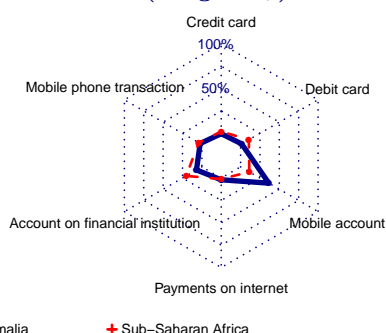 Credit card
100%
Mobile phone transaction
50%
Debit card
Account on financial institution
Mobile account
Payments on internet
Sub−Saharan Africa